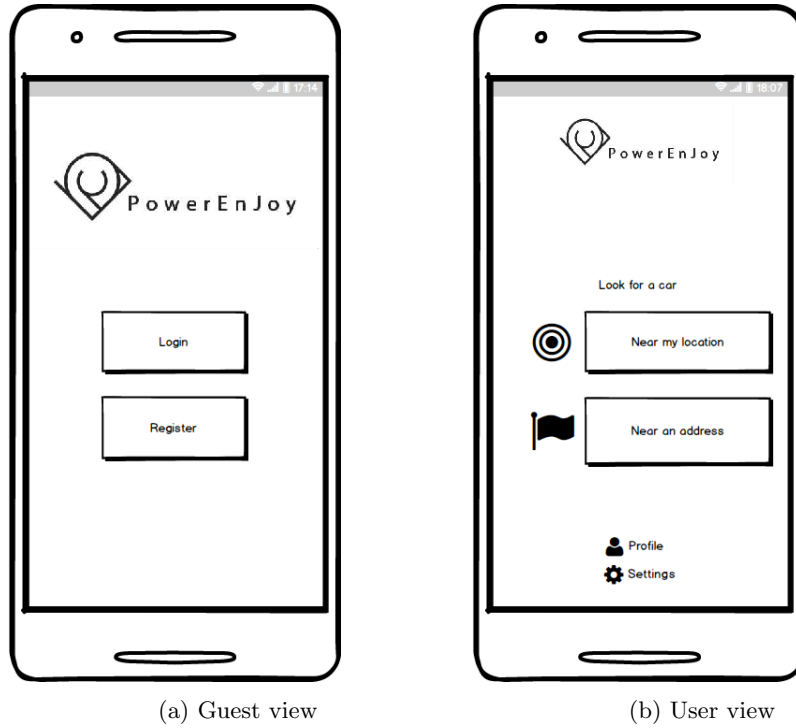 17:14
PowerEnJoy
Login
Register
(a) Guest view
18:07
PowerEnJoy
Look for a car
Near my location
Near an address
Profile
Settings
(b) User view